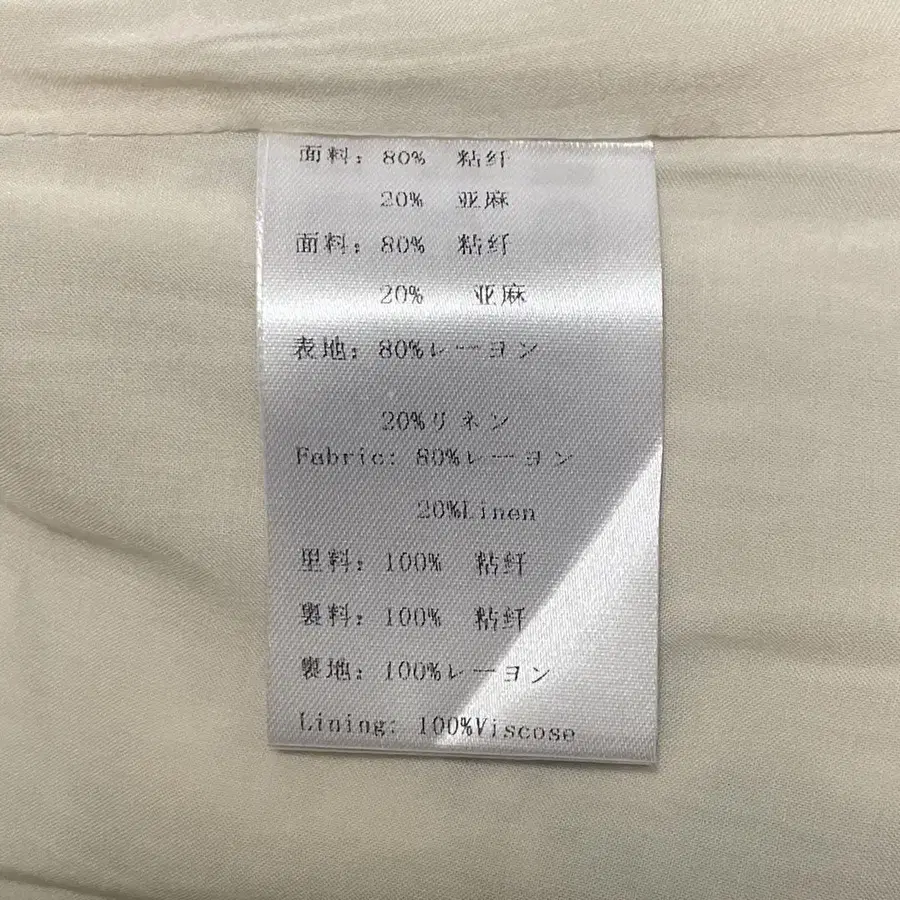 面料: 80% 粘纤
20% 亚麻
面料: 80% 粘纤
20% 亚麻
表地: 80%レーヨン
20%リネン
Fabric: 80%レーヨン
20%Linen
里料: 100% 粘纤
裏料: 100% 粘纤
裏地: 100%レーヨン
Lining: 100%Viscose